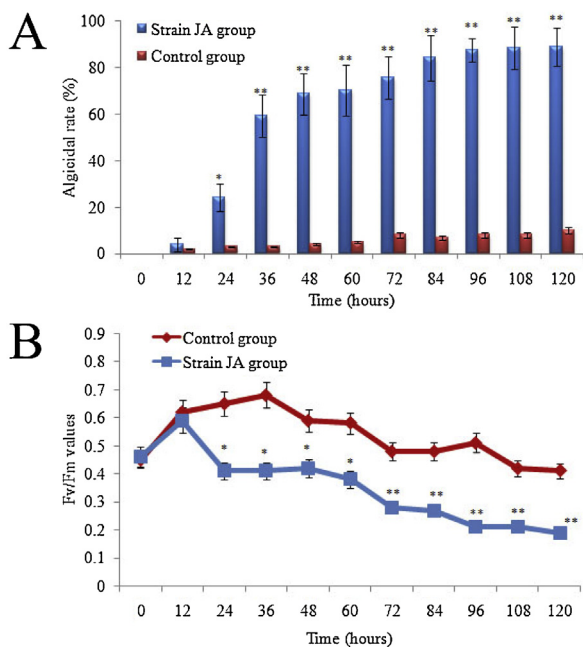 A
Strain JA group
Control group
Algicidal rate (%)
100
80
60
40
20
0
* ** ** ** ** ** ** ** **
0 12 24 36 48 60 72 84 96 108 120
Time (hours)
B
Control group
Strain JA group
Fv/Fm values
0.9
0.8
0.7
0.6
0.5
0.4
0.3
0.2
0.1
0
* * * * ** ** ** ** **
0 12 24 36 48 60 72 84 96 108 120
Time (hours)